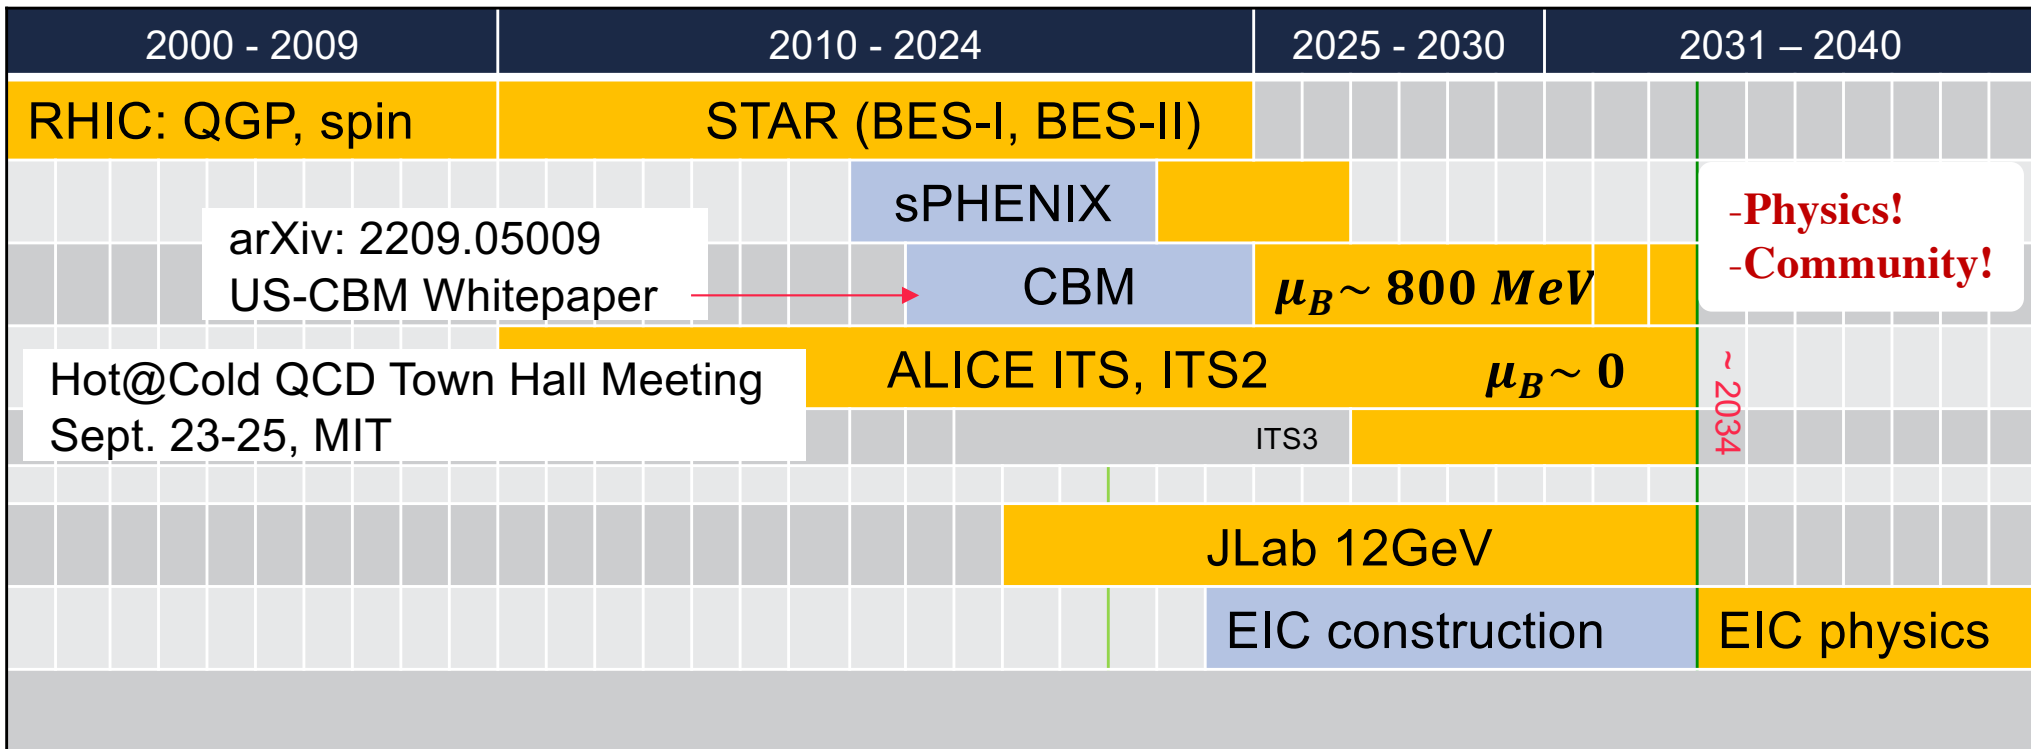 2000 - 2009
2010 - 2024
2025 - 2030
2031 – 2040
RHIC: QGP, spin
STAR (BES-I, BES-II)
sPHENIX
-Physics!
-Community!
arXiv: 2209.05009
US-CBM Whitepaper
CBM
μ_B ~ 800 MeV
ALICE ITS, ITS2
μ_B ~ 0
~ 2034
Hot@Cold QCD Town Hall Meeting
Sept. 23-25, MIT
ITS3
JLab 12GeV
EIC construction
EIC physics